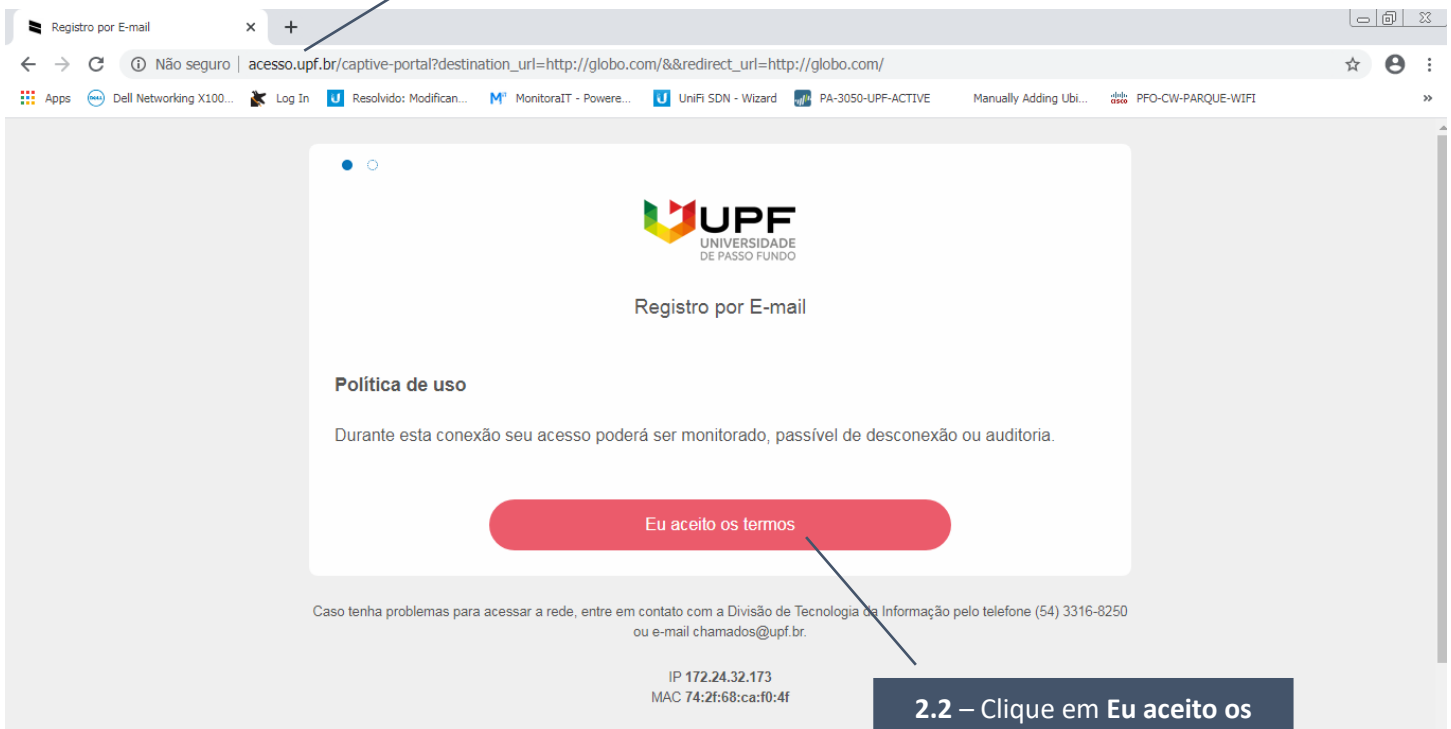 Registro por E-mail
Não seguro | acesso.upf.br/captive-portal?destination_url=http://globo.com/&&redirect_url=http://globo.com/
Apps Dell Networking X100... Log In Resolvido: Modifican... MonitoraIT - Powere... UniFi SDN - Wizard PA-3050-UPF-ACTIVE Manually Adding Ubi... PFO-CW-PARQUE-WIFI »
UPF
UNIVERSIDADE
DE PASSO FUNDO
Registro por E-mail
Política de uso
Durante esta conexão seu acesso poderá ser monitorado, passível de desconexão ou auditoria.
Eu aceito os termos
Caso tenha problemas para acessar a rede, entre em contato com a Divisão de Tecnologia da Informação pelo telefone (54) 3316-8250
ou e-mail chamados@upf.br.
IP 172.24.32.173
MAC 74:2f:68:ca:f0:4f
2.2 – Clique em Eu aceito os